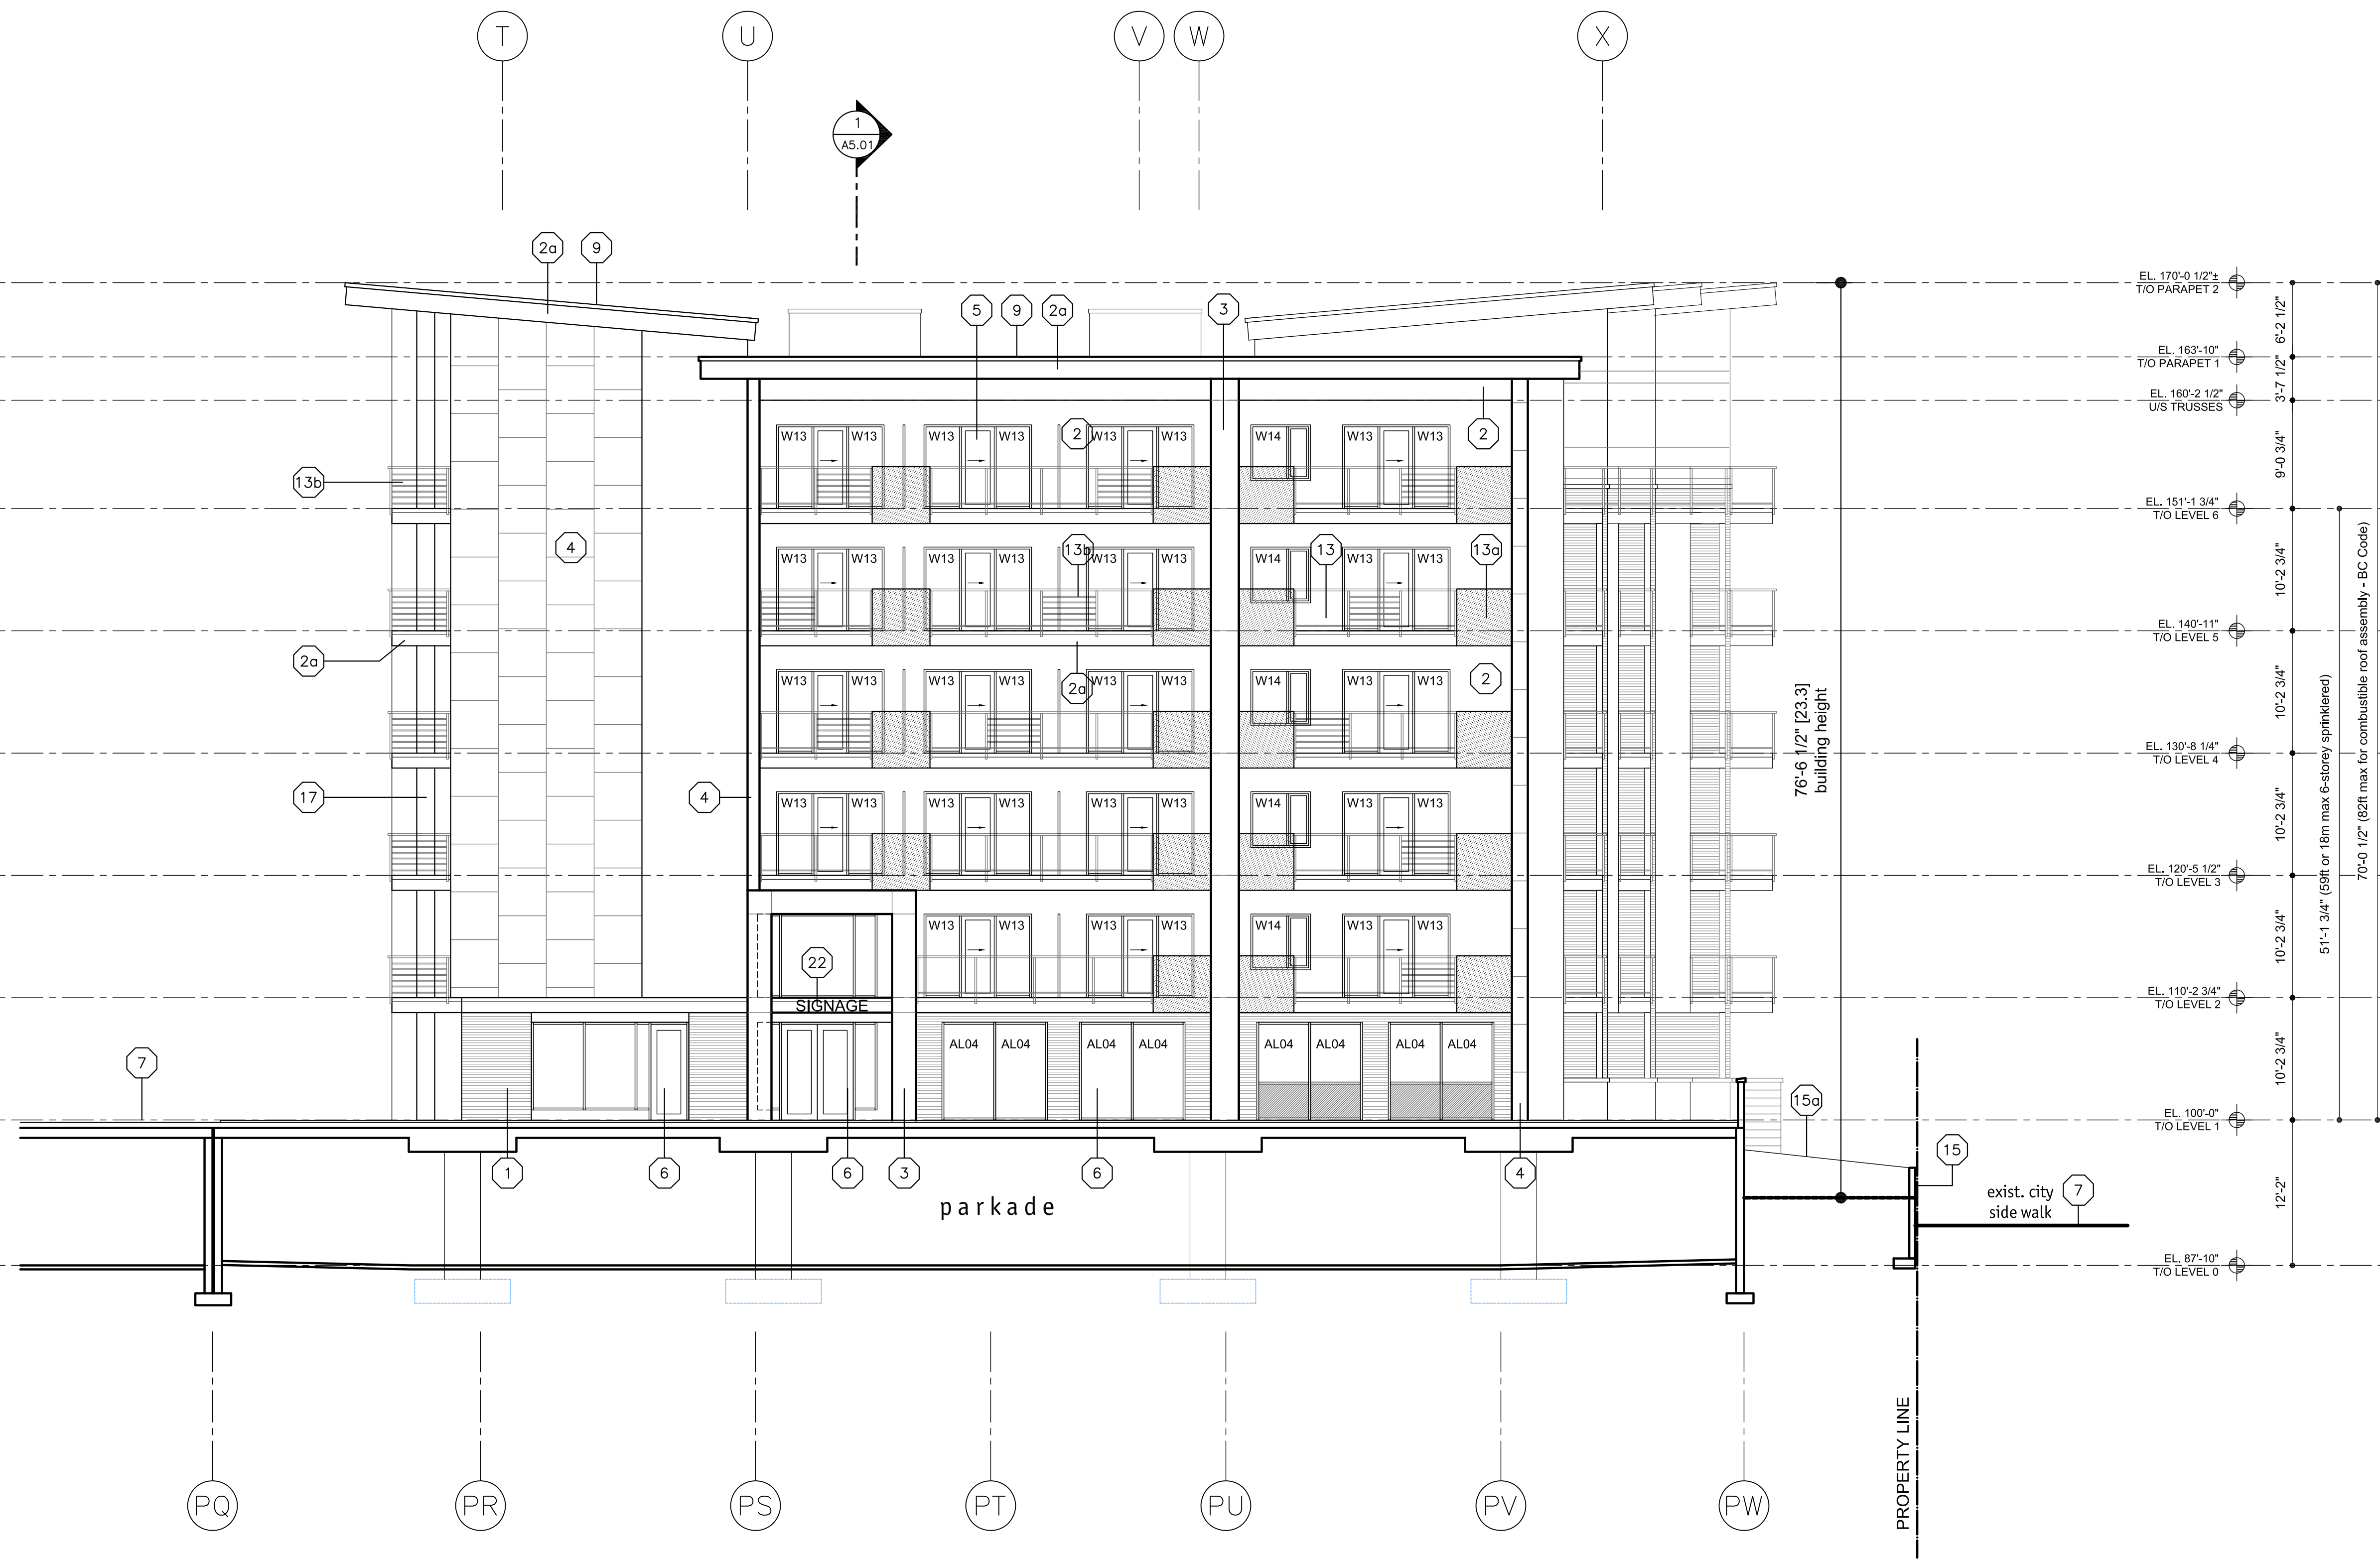 T
U
V
W
X
1
A5.01
2a
9
5
9
2a
3
EL. 170'-0 1/2"±
T/O PARAPET 2
6'-2 1/2"
EL. 163'-10"
T/O PARAPET 1
3'-7 1/2"
EL. 160'-2 1/2"
U/S TRUSSES
2
W13 W13 W13 W13 2 W13 W13 W14 W13 W13 2
9'-0 3/4"
13b
EL. 151'-1 3/4"
T/O LEVEL 6
4
13b
13
13a
W13 W13 W13 W13 W13 W13 W14 W13 W13
10'-2 3/4"
EL. 140'-11"
T/O LEVEL 5
2a
2a
2
W13 W13 W13 W13 W13 W13 W14 W13 W13
10'-2 3/4"
76'-6 1/2" [23.3]
building height
EL. 130'-8 1/4"
T/O LEVEL 4
17
4
W13 W13 W13 W13 W13 W13 W14 W13 W13
10'-2 3/4"
51'-1 3/4" (59ft or 18m max 6-storey sprinklered)
70'-0 1/2" (82ft max for combustible roof assembly - BC Code)
EL. 120'-5 1/2"
T/O LEVEL 3
W13 W13 W13 W13 W14 W13 W13
22
SIGNAGE
10'-2 3/4"
EL. 110'-2 3/4"
T/O LEVEL 2
7
AL04 AL04 AL04 AL04 AL04 AL04 AL04 AL04
10'-2 3/4"
15a
EL. 100'-0"
T/O LEVEL 1
1
6
6
3
6
4
15
parkade
exist. city
side walk
7
12'-2"
EL. 87'-10"
T/O LEVEL 0
PROPERTY LINE
PQ
PR
PS
PT
PU
PV
PW